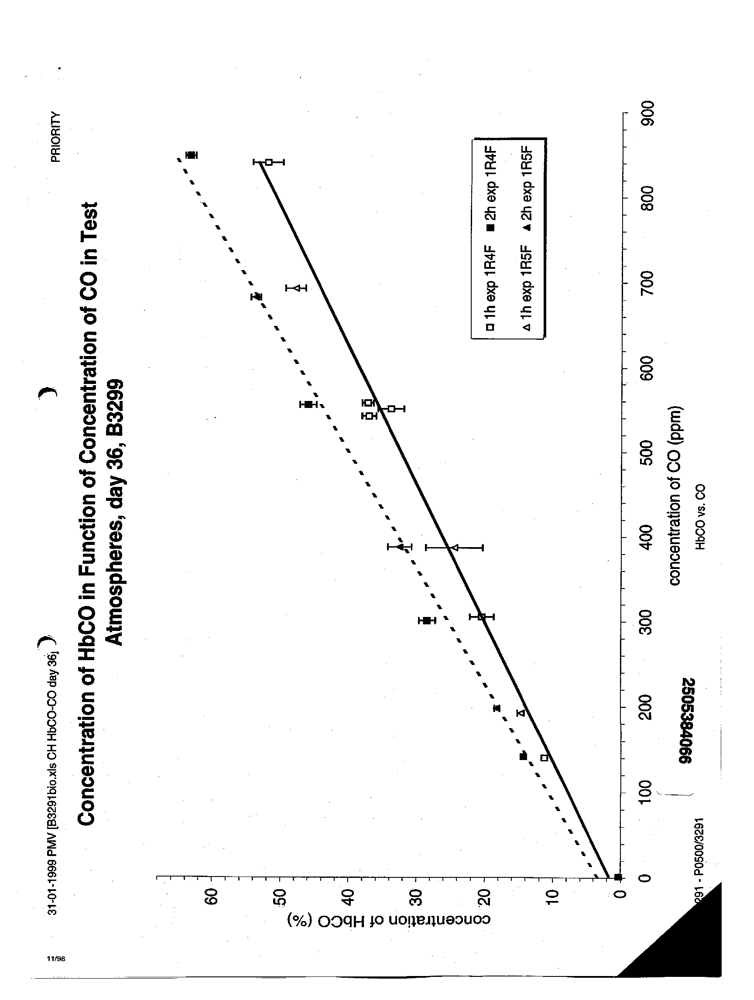 31-01-1999 PMV [B3291bio.xls CH HbCO-CO day 36]
PRIORITY
Concentration of HbCO in Function of Concentration of CO in Test
Atmospheres, day 36, B3299
concentration of HbCO (%)
60
50
40
30
20
10
0
1h exp 1R4F
2h exp 1R4F
1h exp 1R5F
2h exp 1R5F
0 100 200 300 400 500 600 700 800 900
concentration of CO (ppm)
HbCO vs. CO
2505384066
291 - P0500/3291
11/98